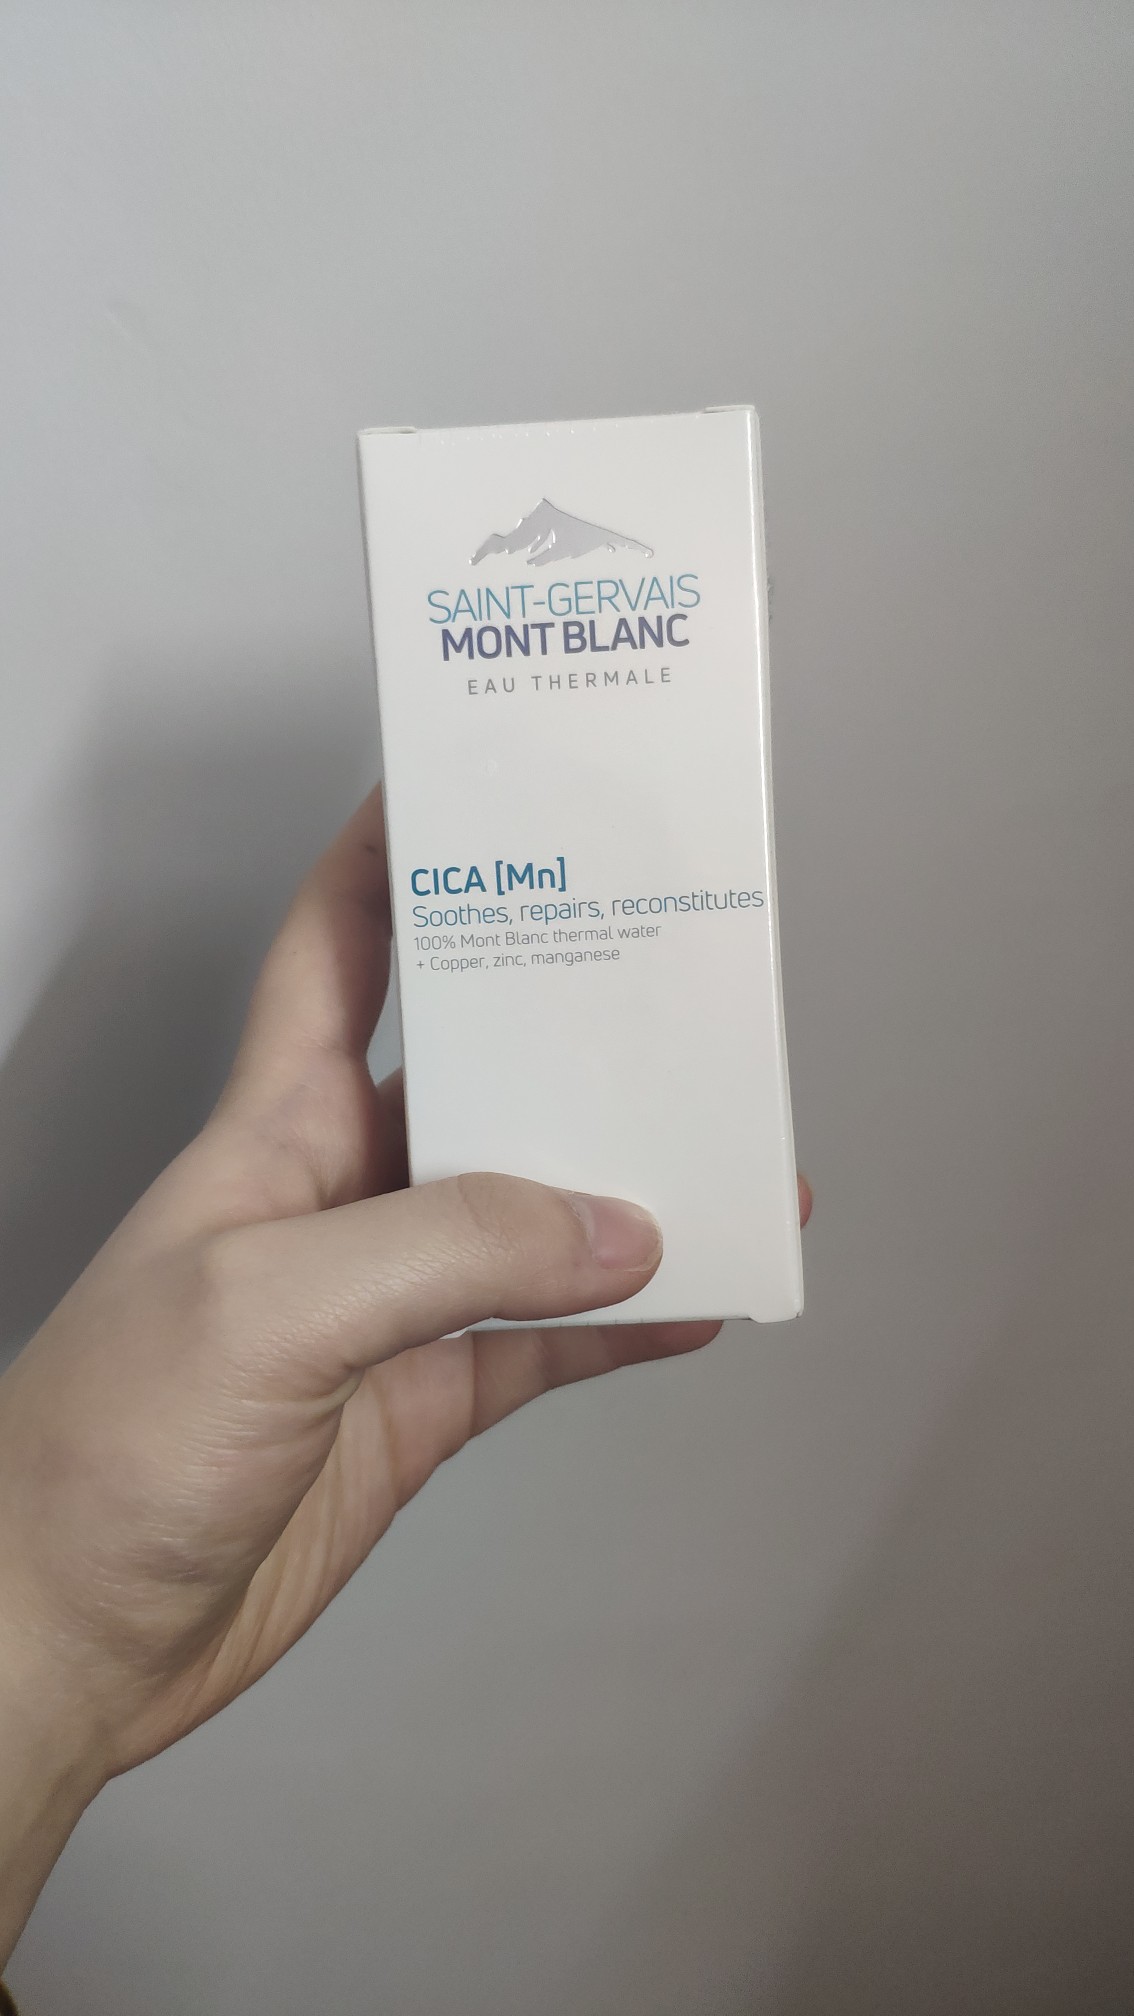 SAINT-GERVAIS
MONT BLANC
EAU THERMALE
CICA [Mn]
Soothes, repairs, reconstitutes
100% Mont Blanc thermal water
+ Copper, zinc, manganese